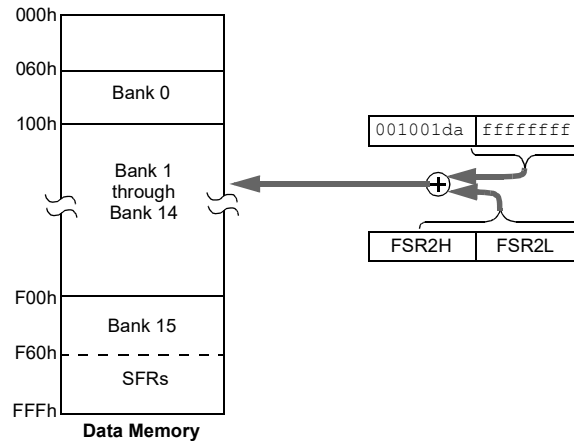 000h
060h
Bank 0
100h
001001da ffffffff
Bank 1
through
Bank 14
FSR2H FSR2L
F00h
Bank 15
F60h
SFRs
FFFh
Data Memory